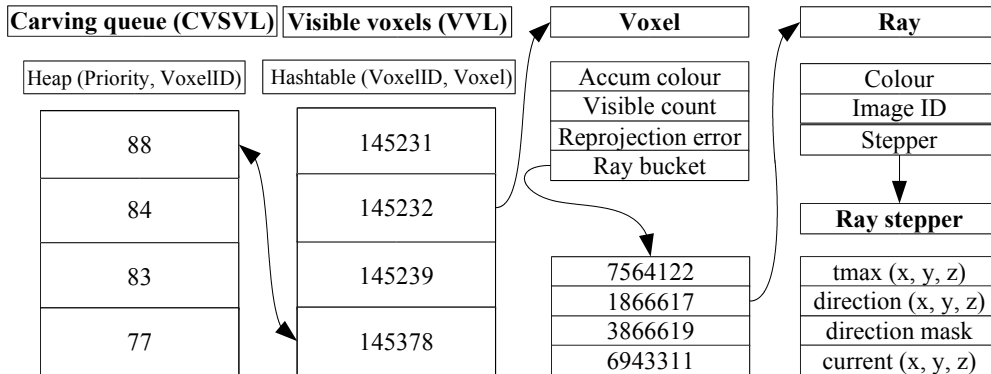 Carving queue (CVSVL)
Heap (Priority, VoxelID)
88
84
83
77
Visible voxels (VVL)
Hashtable (VoxelID, Voxel)
145231
145232
145239
145378
Voxel
Accum colour
Visible count
Reprojection error
Ray bucket
7564122
1866617
3866619
6943311
Ray
Colour
Image ID
Stepper
Ray stepper
tmax (x, y, z)
direction (x, y, z)
direction mask
current (x, y, z)